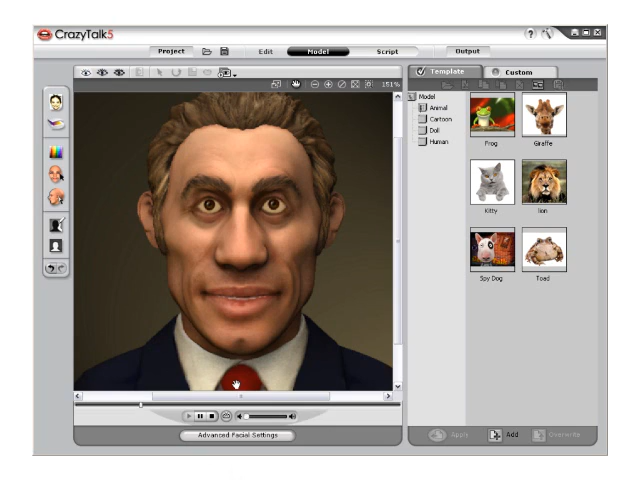 CrazyTalk5
?
Project Edit Model Script Output
Template Custom
151%
Model
Animal
Cartoon
Doll
Human
Frog Giraffe
Kitty lion
Spy Dog Toad
Advanced Facial Settings
Apply Add Overwrite